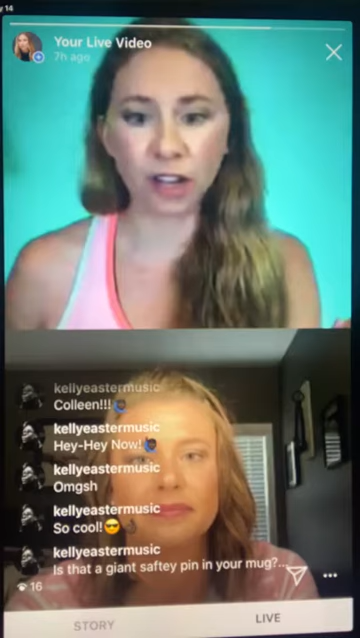 y 14
Your Live Video
7h ago
kellyeastermusic
Colleen!!!
kellyeastermusic
Hey-Hey Now!
kellyeastermusic
Omgsh
kellyeastermusic
So cool!😎
kellyeastermusic
Is that a giant saftey pin in your mug?...
16
STORY
LIVE